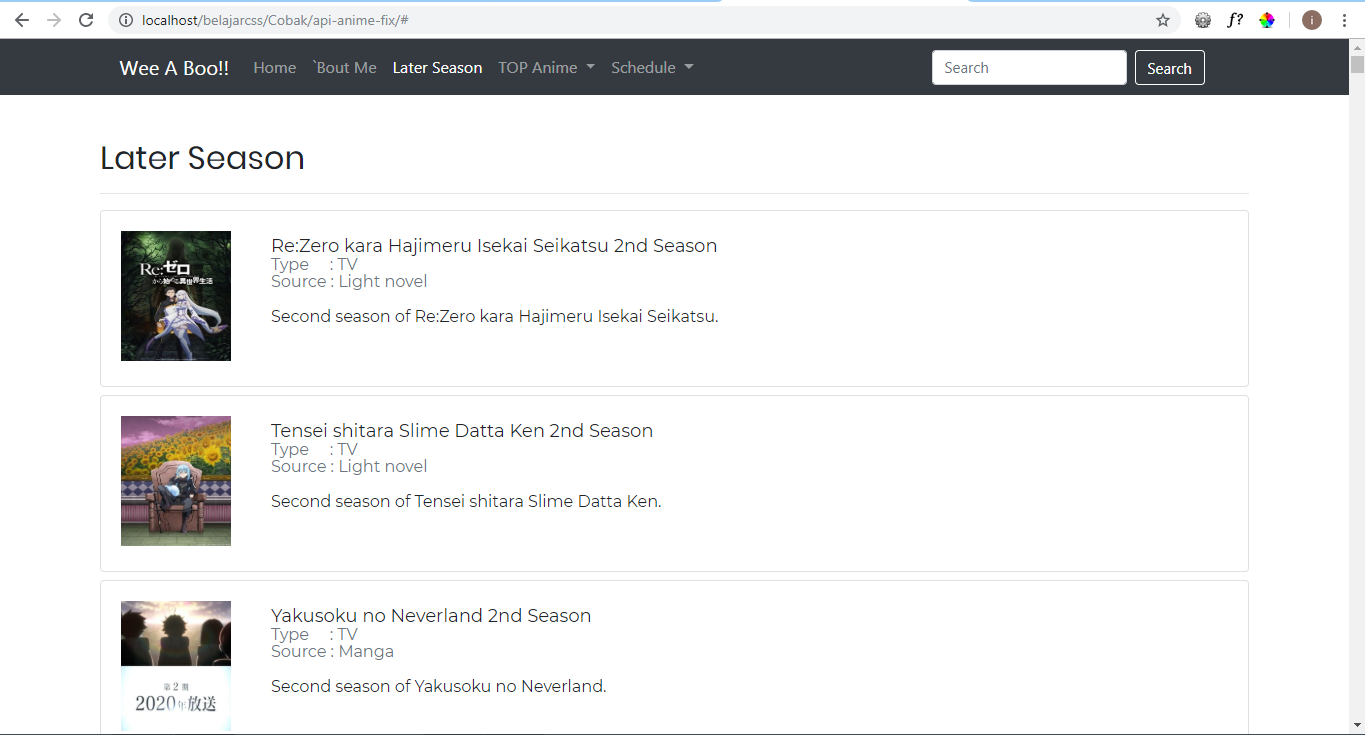 localhost/belajarcss/Cobak/api-anime-fix/#
f?
i
Wee A Boo!!
Home
`Bout Me
Later Season
TOP Anime
Schedule
Search
Search
Later Season
Re:Zero kara Hajimeru Isekai Seikatsu 2nd Season
Type : TV
Source : Light novel
Second season of Re:Zero kara Hajimeru Isekai Seikatsu.
Re:ゼロ
から始める異世界生活
Tensei shitara Slime Datta Ken 2nd Season
Type : TV
Source : Light novel
Second season of Tensei shitara Slime Datta Ken.
Yakusoku no Neverland 2nd Season
Type : TV
Source : Manga
Second season of Yakusoku no Neverland.
第2期
2020年放送